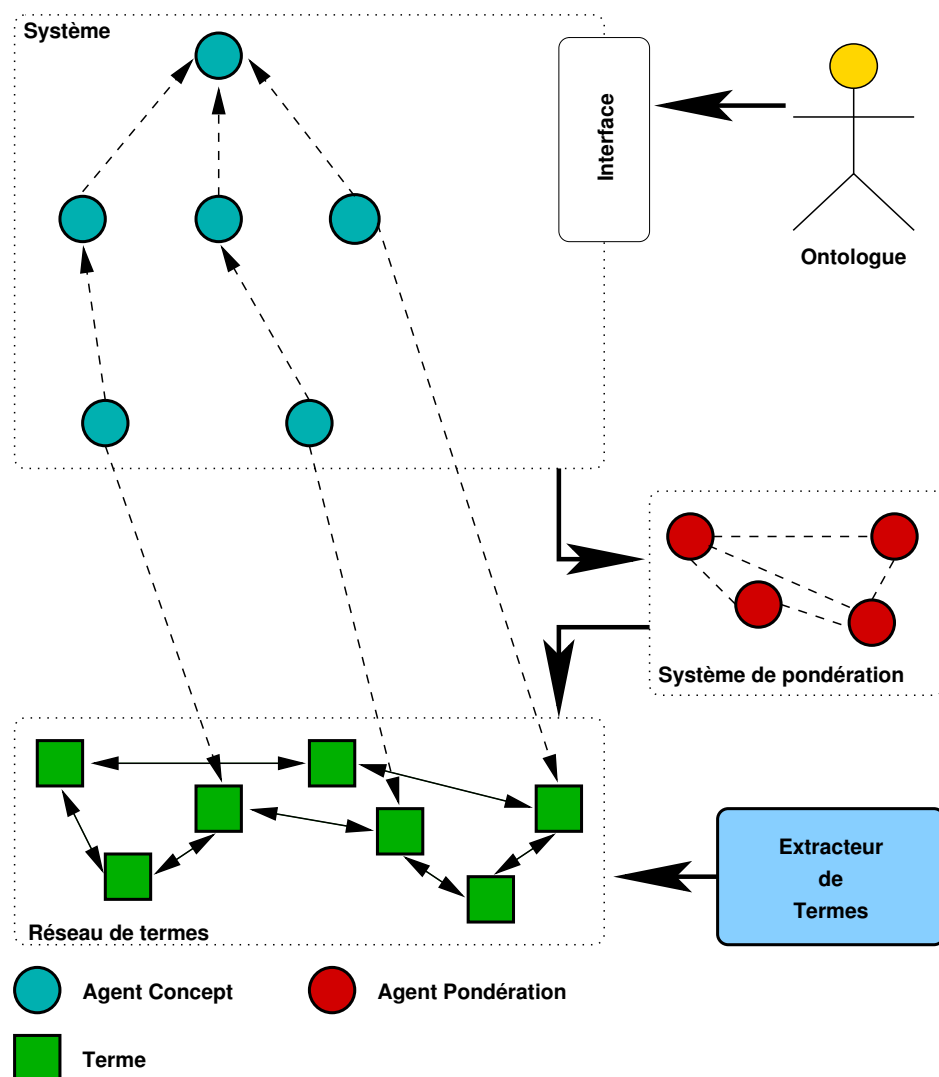 Système
Interface
Ontologue
Système de pondération
Extracteur
de
Termes
Réseau de termes
Agent Concept
Agent Pondération
Terme